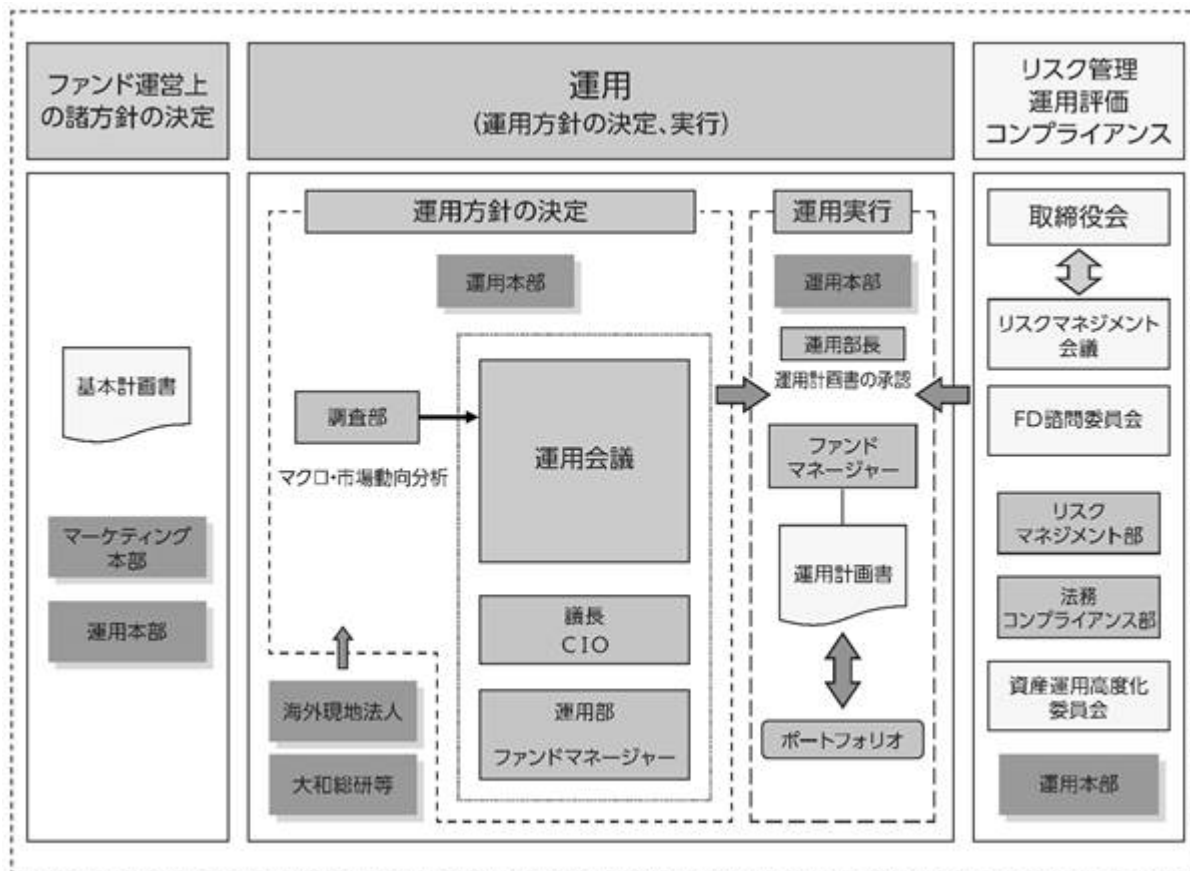 ファンド運営上
の諸方針の決定
運用
(運用方針の決定、実行)
リスク管理
運用評価
コンプライアンス
基本計画書
マーケティング
本部
運用本部
運用方針の決定
運用本部
調査部
マクロ・市場動向分析
運用会議
議長
CIO
運用部
ファンドマネージャー
海外現地法人
大和総研等
運用実行
運用本部
運用部長
運用計画書の承認
ファンド
マネージャー
運用計画書
ポートフォリオ
取締役会
リスクマネジメント
会議
FD諮問委員会
リスク
マネジメント部
法務
コンプライアンス部
資産運用高度化
委員会
運用本部